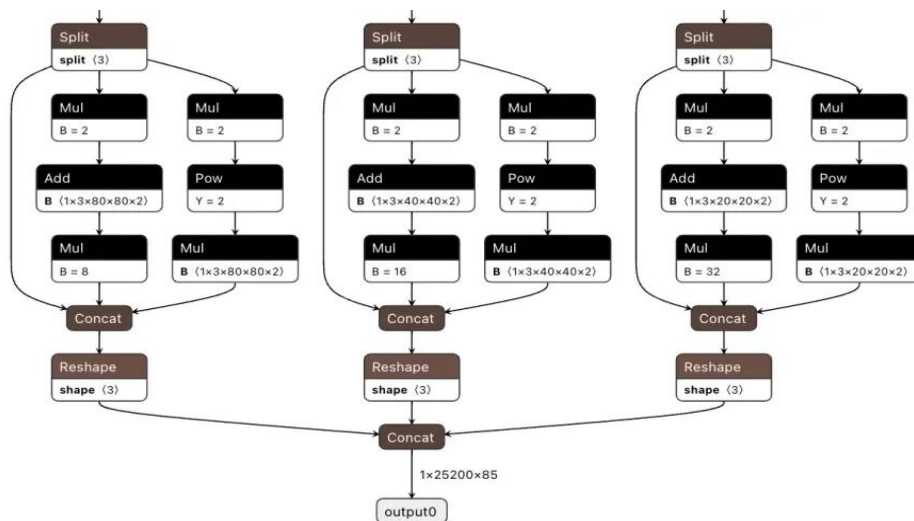 Split
split ⟨3⟩
Mul
B = 2
Mul
B = 2
Add
B ⟨1×3×80×80×2⟩
Pow
Y = 2
Mul
B = 8
Mul
B ⟨1×3×80×80×2⟩
Concat
Reshape
shape ⟨3⟩
Split
split ⟨3⟩
Mul
B = 2
Mul
B = 2
Add
B ⟨1×3×40×40×2⟩
Pow
Y = 2
Mul
B = 16
Mul
B ⟨1×3×40×40×2⟩
Concat
Reshape
shape ⟨3⟩
Split
split ⟨3⟩
Mul
B = 2
Mul
B = 2
Add
B ⟨1×3×20×20×2⟩
Pow
Y = 2
Mul
B = 32
Mul
B ⟨1×3×20×20×2⟩
Concat
Reshape
shape ⟨3⟩
Concat
1×25200×85
output0